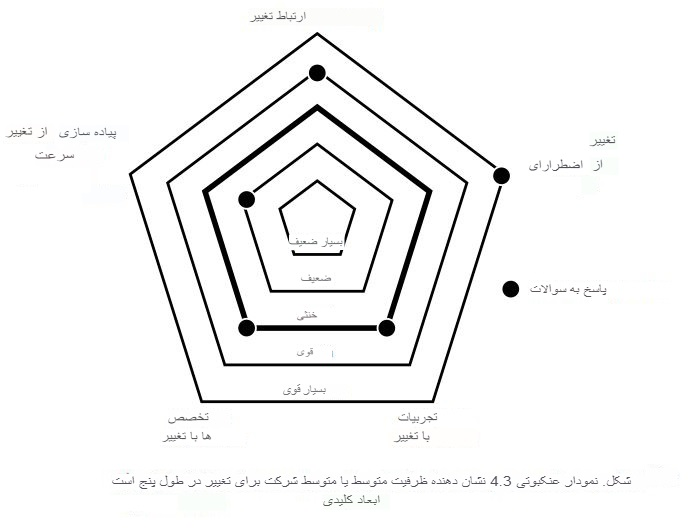 ارتباط تغییر
پیاده سازی از تغییر
سرعت
تغییر
از اضطرارای
بسیار ضعیف
ضعیف
خنثی
قوی
بسیار قوی
پاسخ به سوالات
تخصص
ها با تغییر
تجربیات
با تغییر
شکل. نمودار عنکبوتی 4.3 نشان دهنده ظرفیت متوسط یا متوسط شرکت برای تغییر در طول پنج است
ابعاد کلیدی